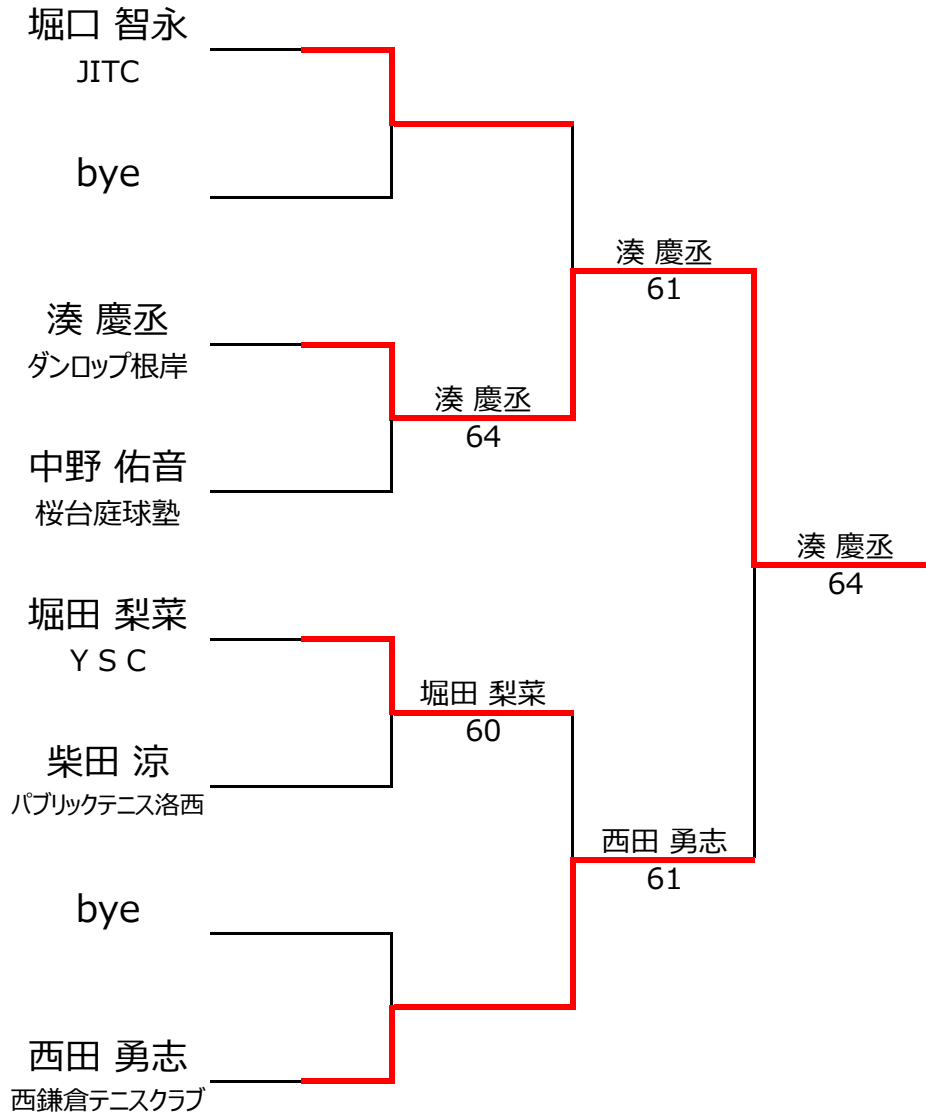 堀口 智永
JITC
bye
湊 慶丞
ダンロップ根岸
中野 佑音
桜台庭球塾
堀田 梨菜
ＹＳＣ
柴田 涼
パブリックテニス洛西
bye
西田 勇志
西鎌倉テニスクラブ
湊 慶丞
64
堀田 梨菜
60
湊 慶丞
61
西田 勇志
61
湊 慶丞
64